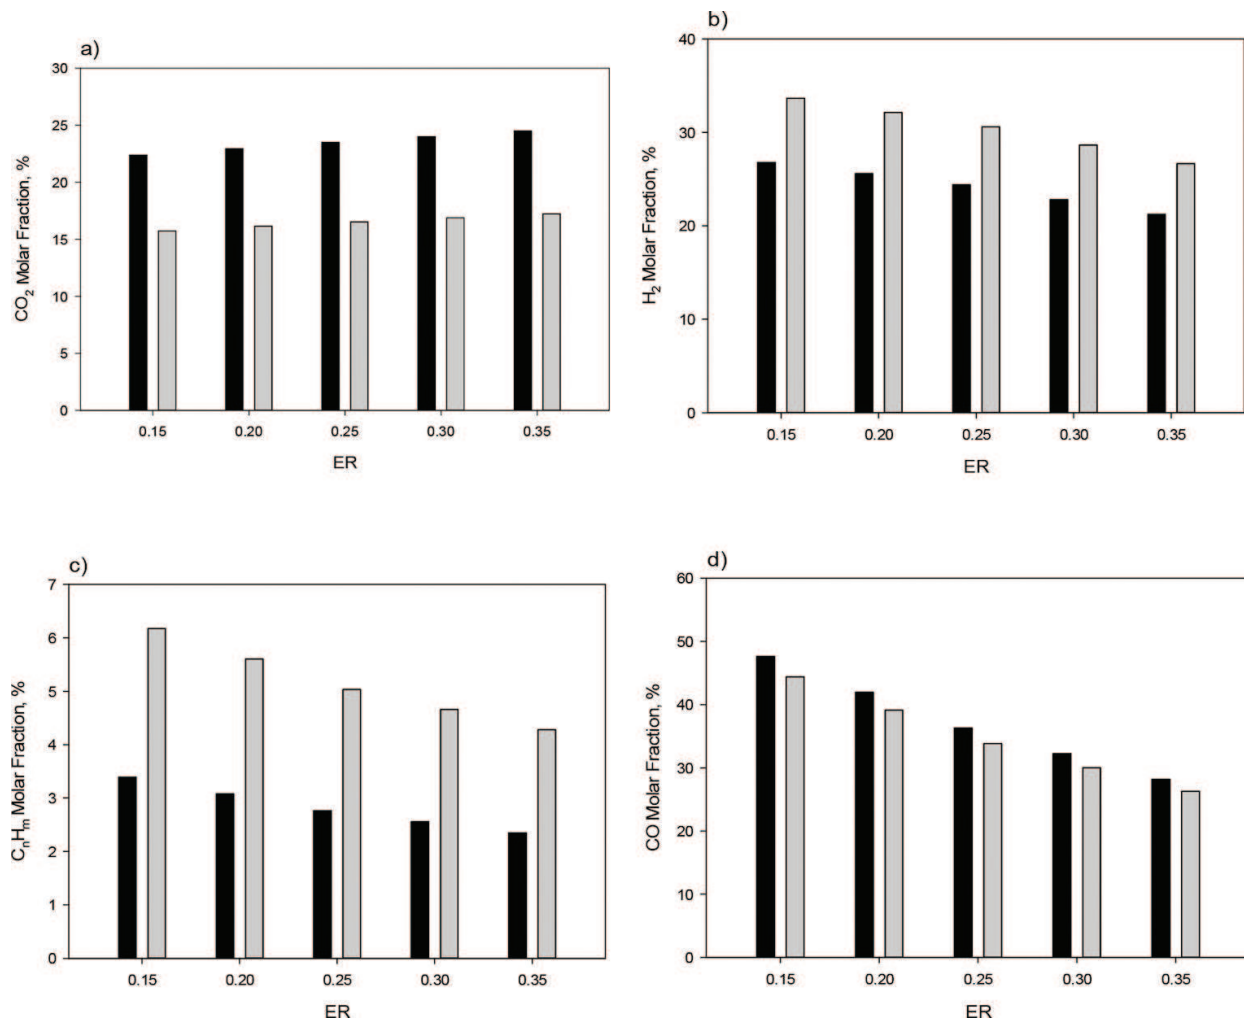 a)
30
25
20
15
10
5
0
CO2 Molar Fraction, %
0.15 0.20 0.25 0.30 0.35
ER
b)
40
30
20
10
0
H2 Molar Fraction, %
0.15 0.20 0.25 0.30 0.35
ER
c)
7
6
5
4
3
2
1
0
CnHm Molar Fraction, %
0.15 0.20 0.25 0.30 0.35
ER
d)
60
50
40
30
20
10
0
CO Molar Fraction, %
0.15 0.20 0.25 0.30 0.35
ER